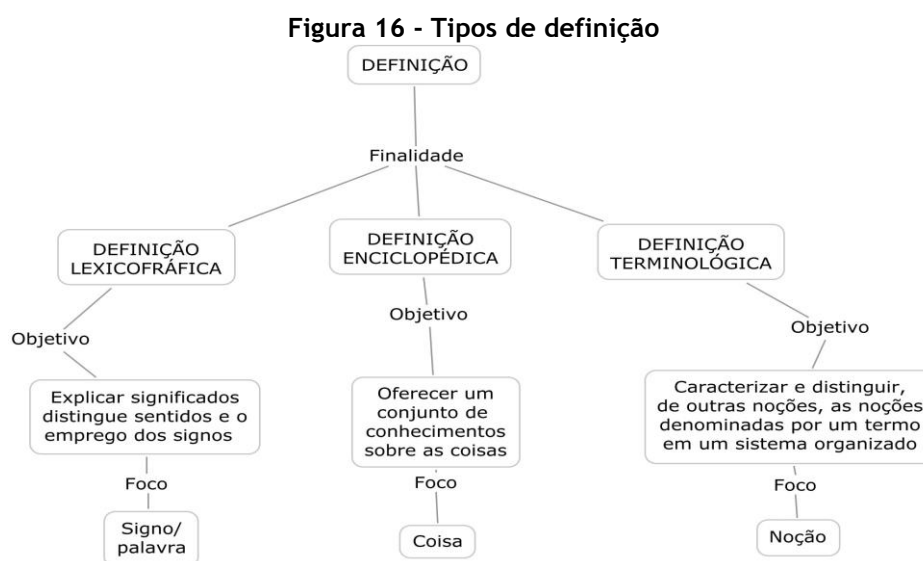 Figura 16 - Tipos de definição
DEFINIÇÃO
Finalidade
DEFINIÇÃO
LEXICOFRÁFICA
DEFINIÇÃO
ENCICLOPÉDICA
DEFINIÇÃO
TERMINOLÓGICA
Objetivo
Objetivo
Objetivo
Explicar significados
distingue sentidos e o
emprego dos signos
Oferecer um
conjunto de
conhecimentos
sobre as coisas
Caracterizar e distinguir,
de outras noções, as noções
denominadas por um termo
em um sistema organizado
Foco
Foco
Foco
Signo/
palavra
Coisa
Noção